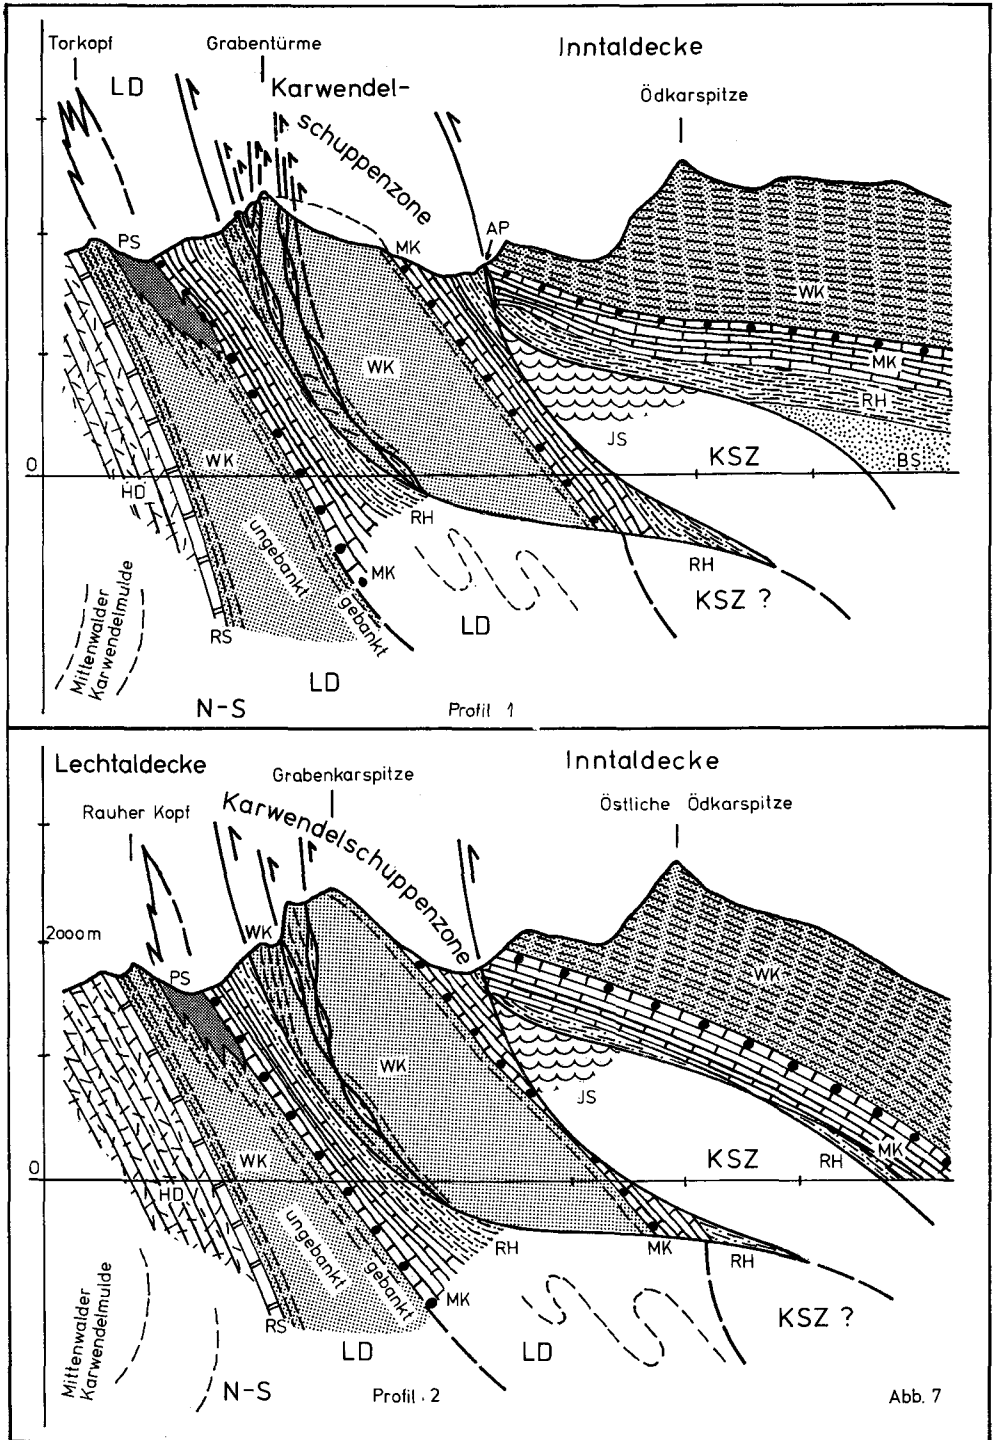 Torkopf
Grabentürme
Inntaldecke
LD
Karwendel-
schuppenzone
Ödkarspitze
PS
MK
AP
WK
WK
MK
RH
JS
KSZ
BS
0
HD
WK
RH
ungebankt
gebankt
MK
RH
KSZ ?
Mittenwalder
Karwendelmulde
RS
LD
LD
N-S
Profil 1
Lechtaldecke
Inntaldecke
Grabenkarspitze
Rauher Kopf
Karwendelschuppenzone
Östliche Ödkarspitze
2000m
WK
PS
WK
WK
JS
KSZ
RH
MK
0
HD
WK
ungebankt
gebankt
RH
MK
RH
MK
KSZ ?
Mittenwalder
Karwendelmulde
RS
LD
LD
N-S
Profil 2
Abb. 7